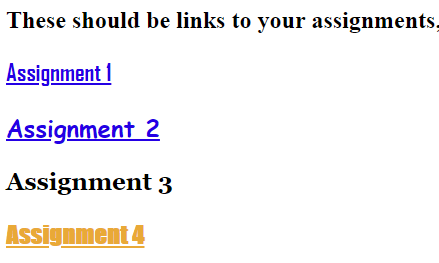 These should be links to your assignments,
Assignment 1
Assignment 2
Assignment 3
Assignment 4